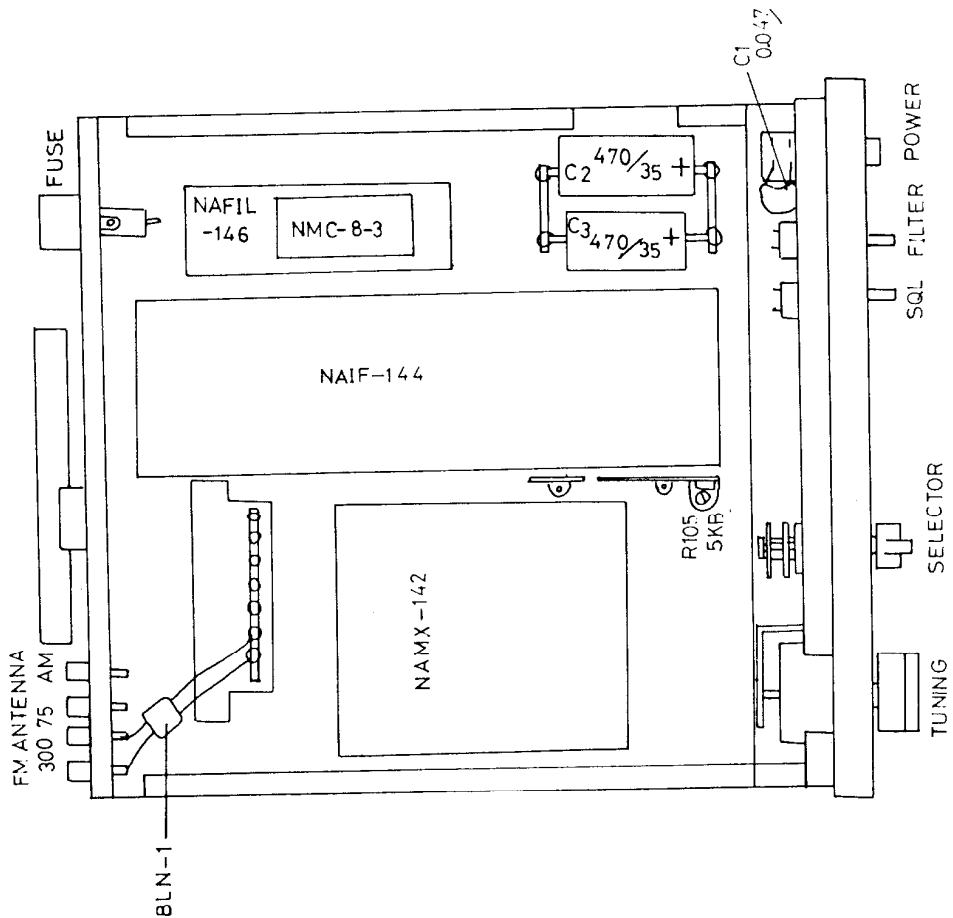 FM ANTENNA
300 75 AM
FUSE
BLN-1
NAFIL
-146
NMC-8-3
C2 470/35 +
C3 470/35 +
NAIF-144
NAMX-142
R105
5KB
C1
0.047
TUNING
SELECTOR
SQL
FILTER
POWER